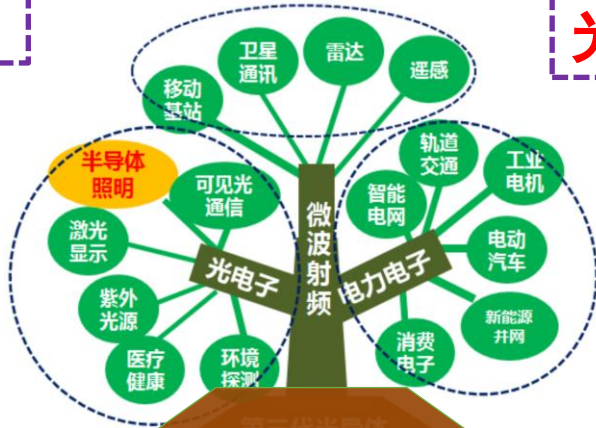 卫星
通讯
雷达
遥感
移动
基站
半导体
照明
可见光
通信
激光
显示
紫外
光源
医疗
健康
环境
探测
光电子
微波射频
电力电子
轨道
交通
工业
电机
智能
电网
电动
汽车
新能源
并网
消费
电子